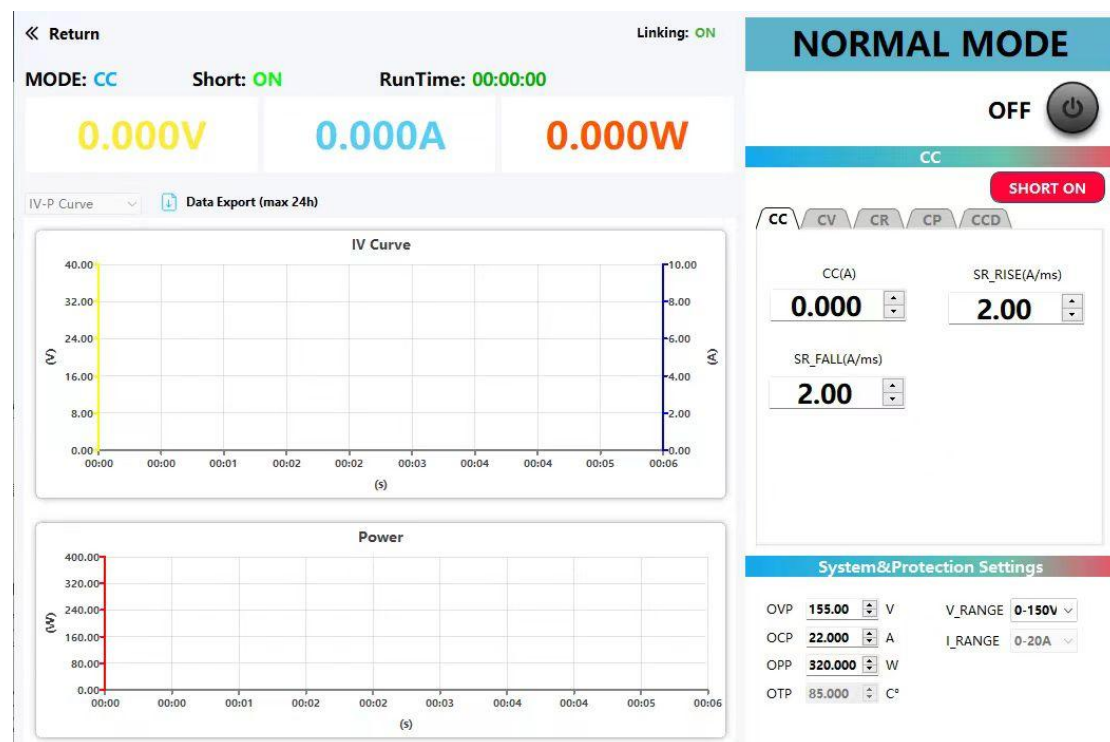 « Return
Linking: ON
MODE: CC Short: ON RunTime: 00:00:00
0.000V 0.000A 0.000W
IV-P Curve Data Export (max 24h)
IV Curve
40.00 10.00
32.00 8.00
24.00 6.00
(V) (A)
16.00 4.00
8.00 2.00
0.00 0.00
00:00 00:00 00:01 00:02 00:02 00:03 00:04 00:04 00:05 00:06
(s)
Power
400.00
320.00
240.00
(W)
160.00
80.00
0.00
00:00 00:00 00:01 00:02 00:02 00:03 00:04 00:04 00:05 00:06
(s)
NORMAL MODE
OFF
CC
SHORT ON
CC CV CR CP CCD
CC(A) SR_RISE(A/ms)
0.000 2.00
SR_FALL(A/ms)
2.00
System&Protection Settings
OVP 155.00 V V_RANGE 0-150V
OCP 22.000 A I_RANGE 0-20A
OPP 320.000 W
OTP 85.000 C°